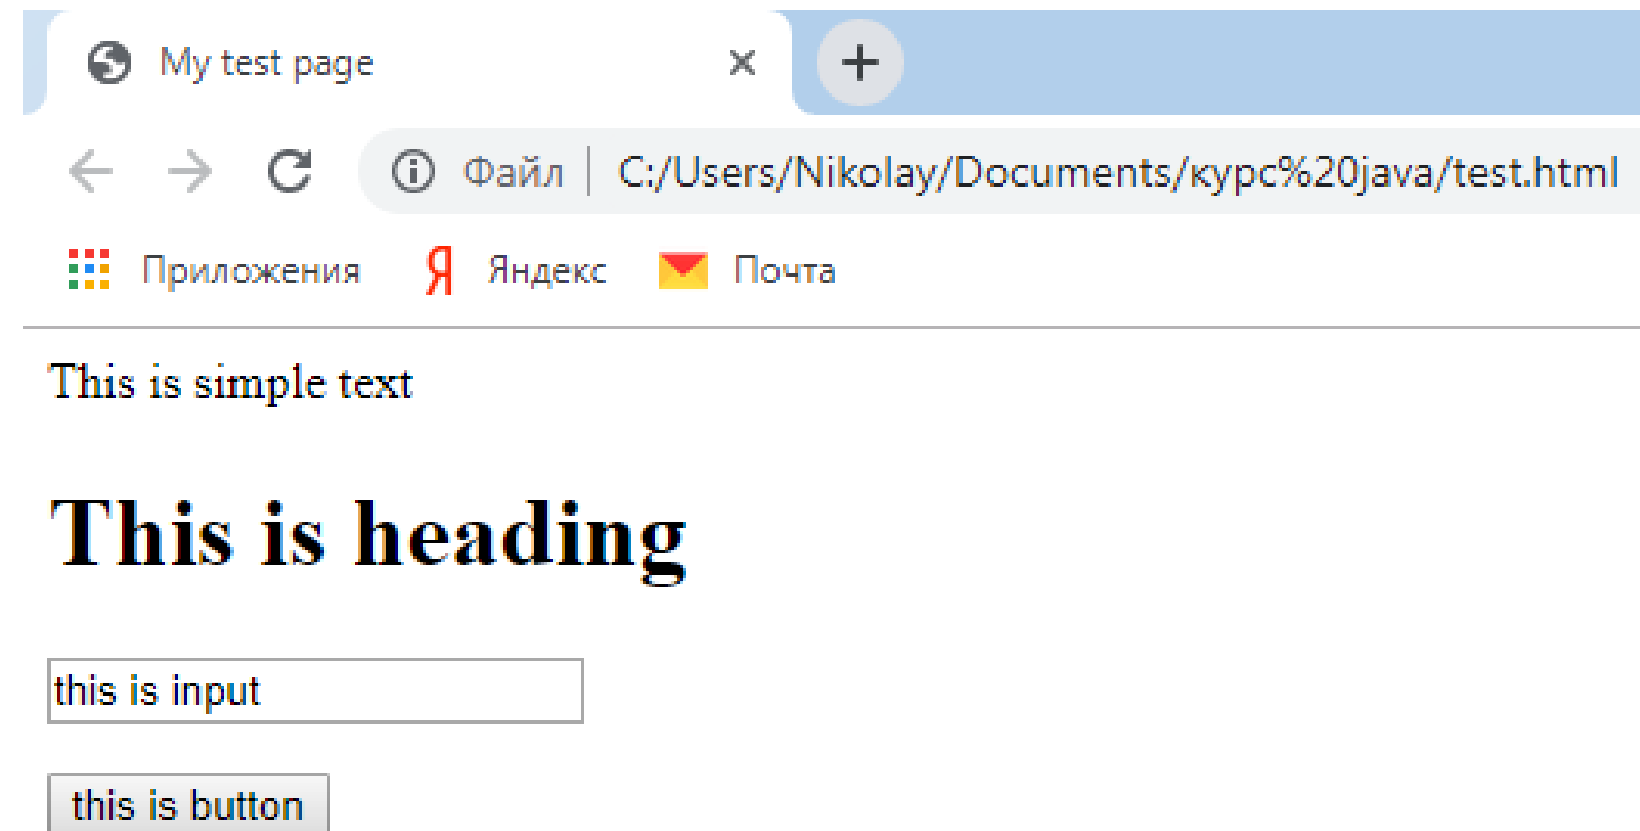 My test page
Файл | C:/Users/Nikolay/Documents/курс%20java/test.html
Приложения Я Яндекс Почта
This is simple text
This is heading
this is input
this is button